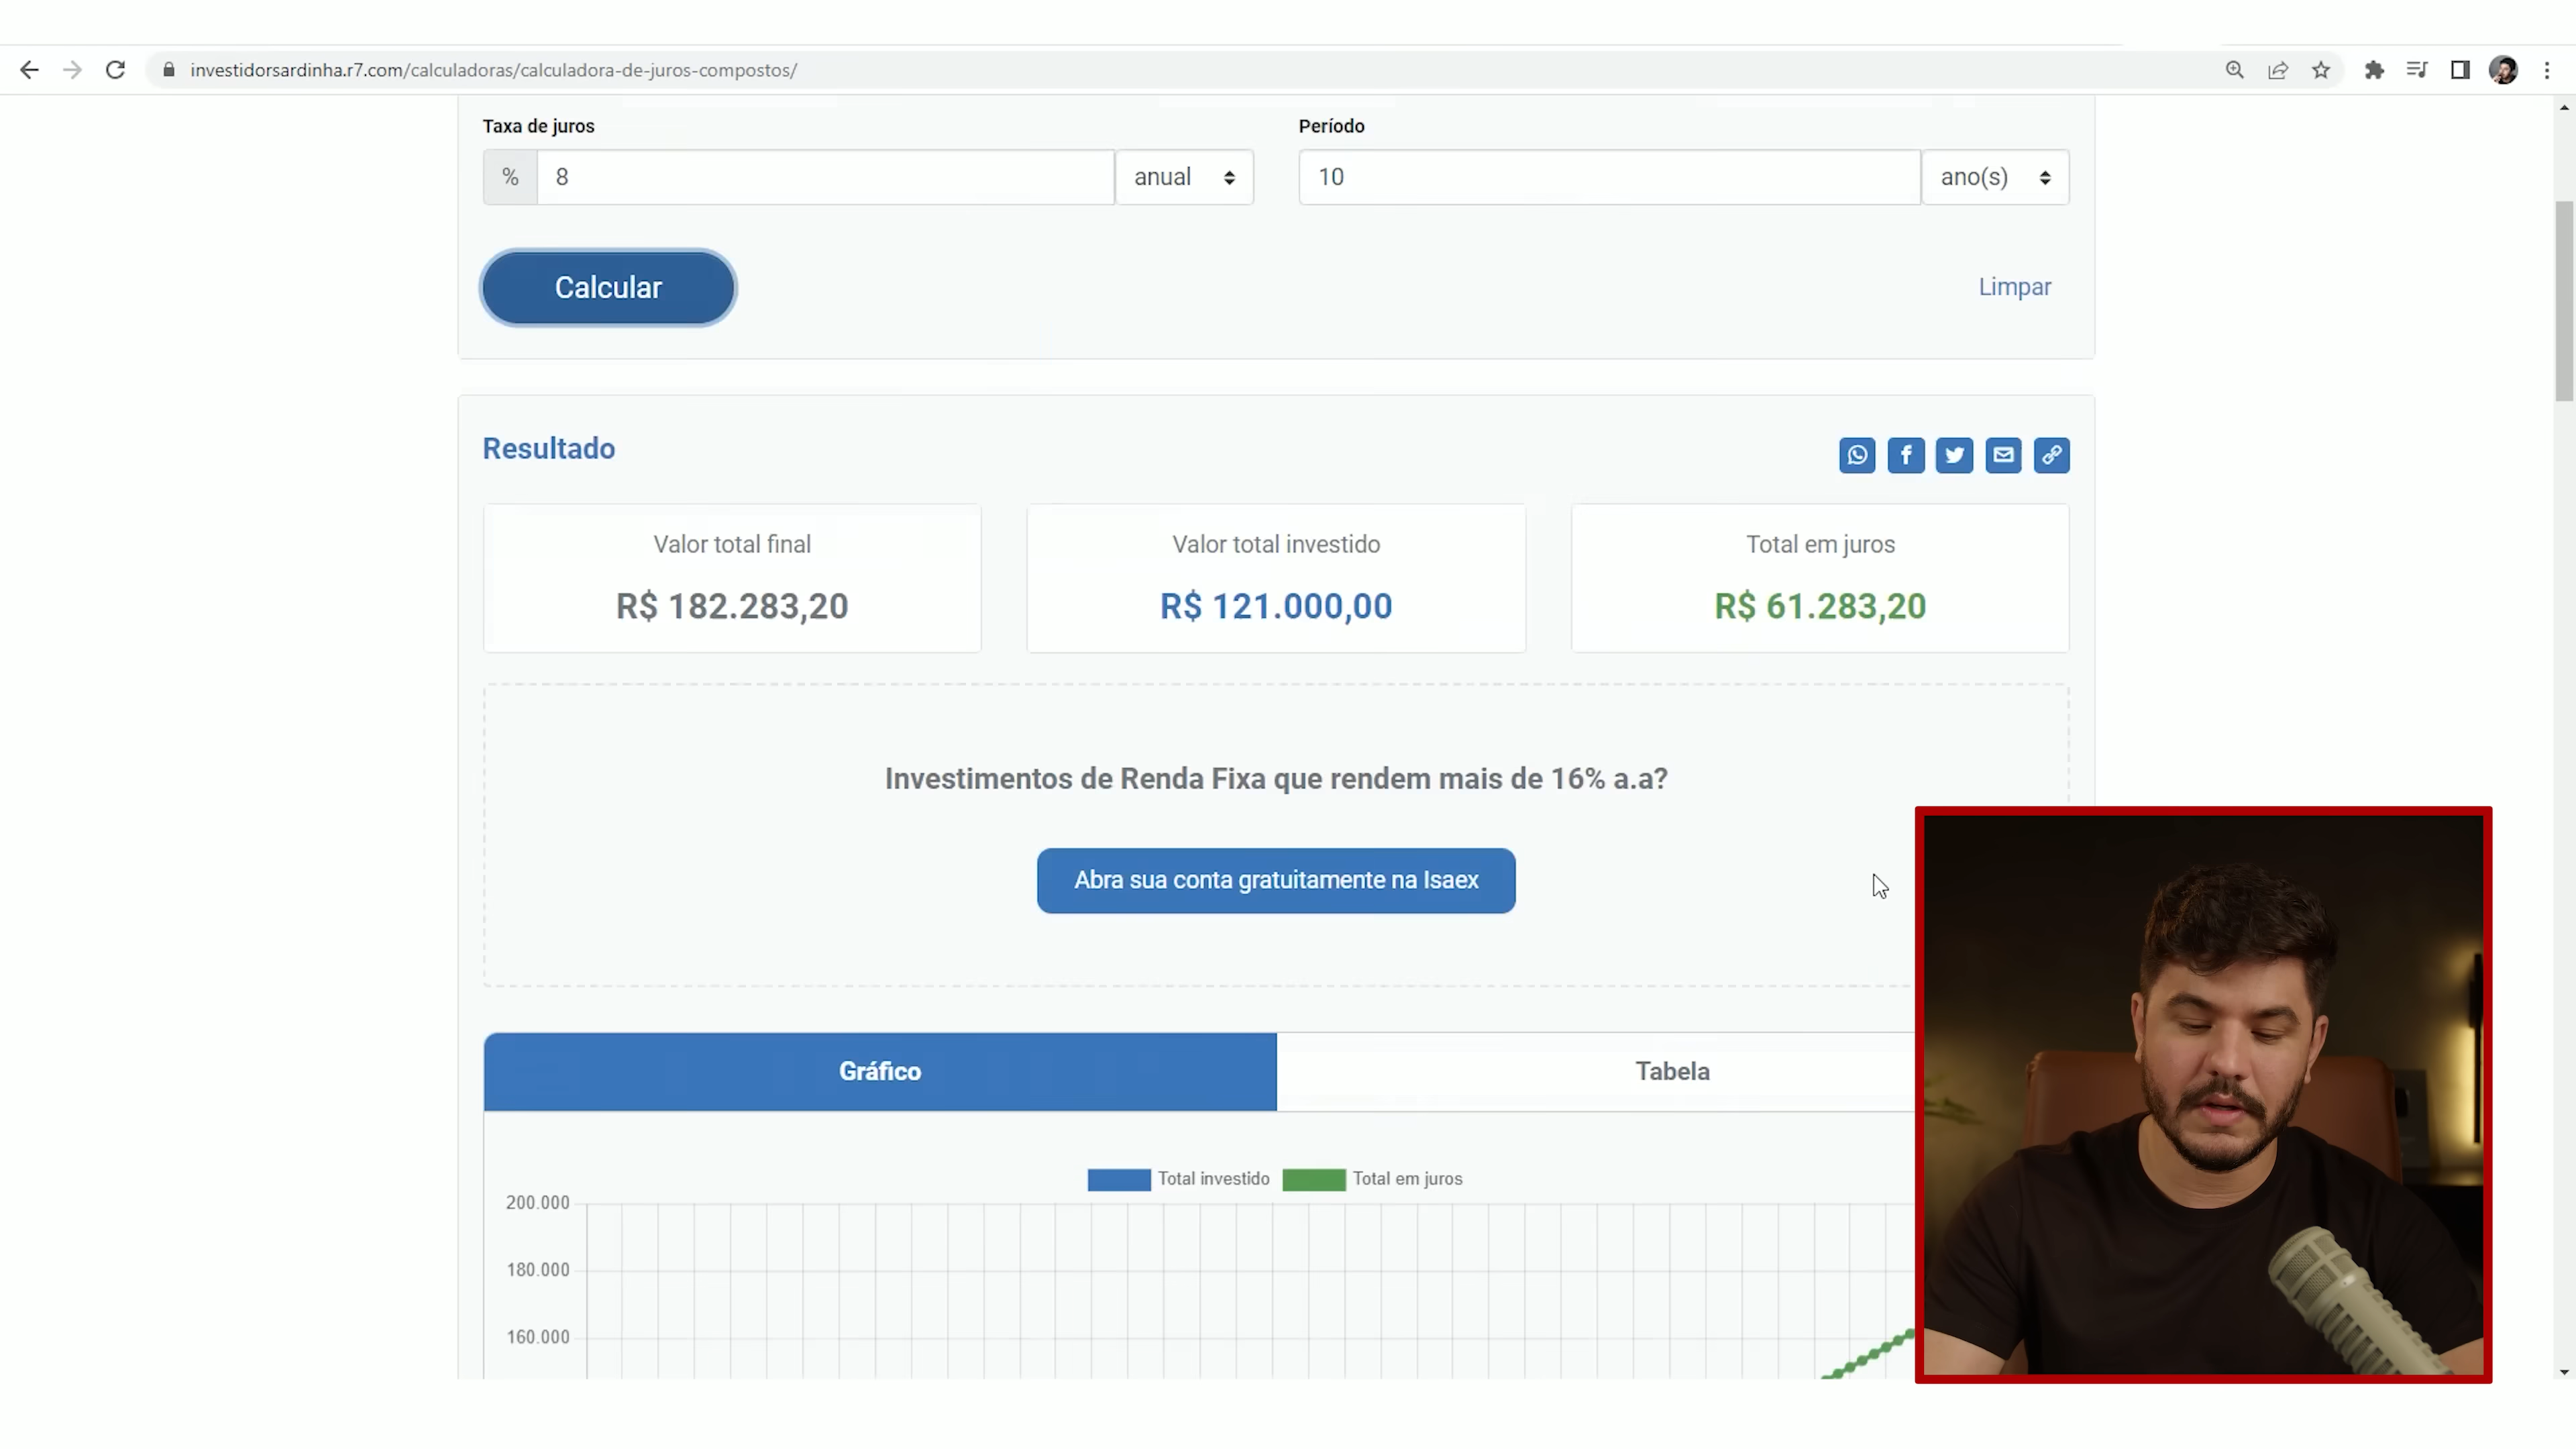 investidorsardinha.r7.com/calculadoras/calculadora-de-juros-compostos/
Taxa de juros
Período
% 8 anual
10 ano(s)
Calcular
Limpar
Resultado
Valor total final
R$ 182.283,20
Valor total investido
R$ 121.000,00
Total em juros
R$ 61.283,20
Investimentos de Renda Fixa que rendem mais de 16% a.a?
Abra sua conta gratuitamente na Isaex
Gráfico
Tabela
Total investido
Total em juros
200.000
180.000
160.000